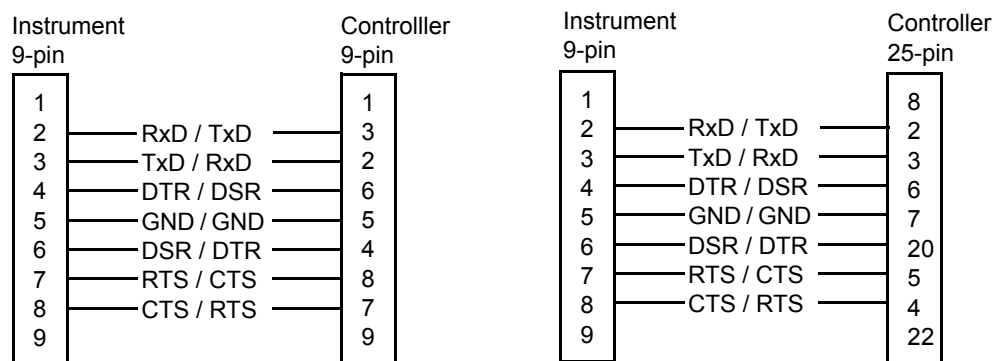 Instrument
9-pin
Controlller
9-pin
1 1
2 RxD / TxD 3
3 TxD / RxD 2
4 DTR / DSR 6
5 GND / GND 5
6 DSR / DTR 4
7 RTS / CTS 8
8 CTS / RTS 7
9 9
Instrument
9-pin
Controller
25-pin
1 8
2 RxD / TxD 2
3 TxD / RxD 3
4 DTR / DSR 6
5 GND / GND 7
6 DSR / DTR 20
7 RTS / CTS 5
8 CTS / RTS 4
9 22